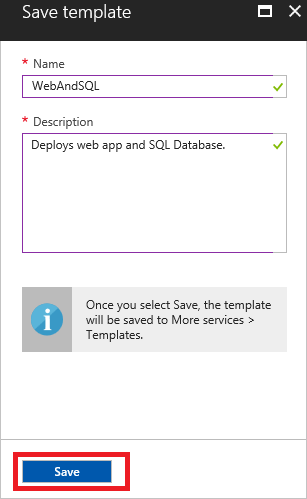 Save template
* Name
WebAndSQL
* Description
Deploys web app and SQL Database.
Once you select Save, the template
will be saved to More services >
Templates.
Save